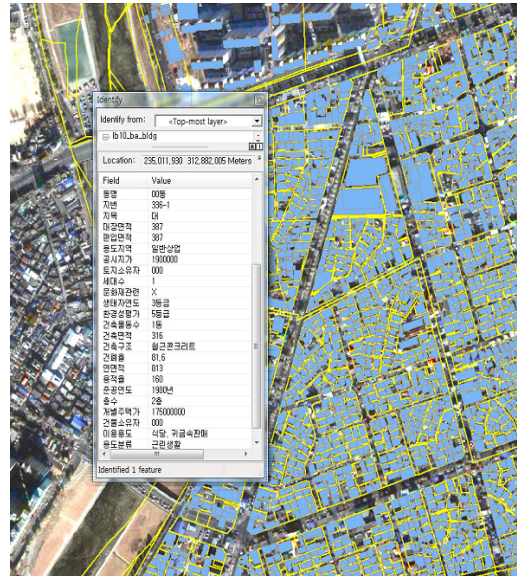 Identify
Identify from: <Top-most layer>
lb10_ba_bldg
Location: 235,011,930 312,882,005 Meters
Field Value
동명 00동
지번 336-1
지목 대
대장면적 387
편입면적 387
용도지역 일반상업
공시지가 1900000
토지소유자 000
세대수 1
문화재관련 X
생태자연도 3등급
환경성평가 5등급
건축물동수 1동
건축면적 316
건축구조 철근콘크리트
건폐율 81.6
연면적 813
용적율 160
준공연도 1980년
층수 2층
개별주택가 175000000
건물소유자 000
이용용도 식당, 귀금속판매
용도분류 근린생활
Identified 1 feature